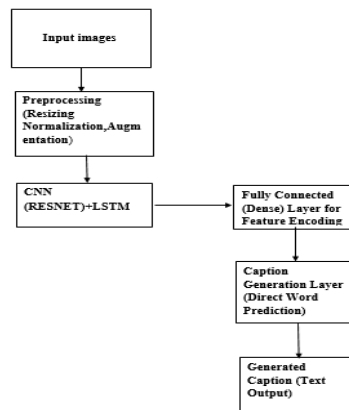 Input images
Preprocessing
(Resizing
Normalization,Augm
entation)
CNN
(RESNET)+LSTM
Fully Connected
(Dense) Layer for
Feature Encoding
Caption
Generation Layer
(Direct Word
Prediction)
Generated
Caption (Text
Output)